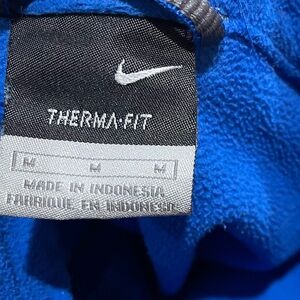 THERMA·FIT
M M M
MADE IN INDONESIA
FABRIQUE EN INDONESIE